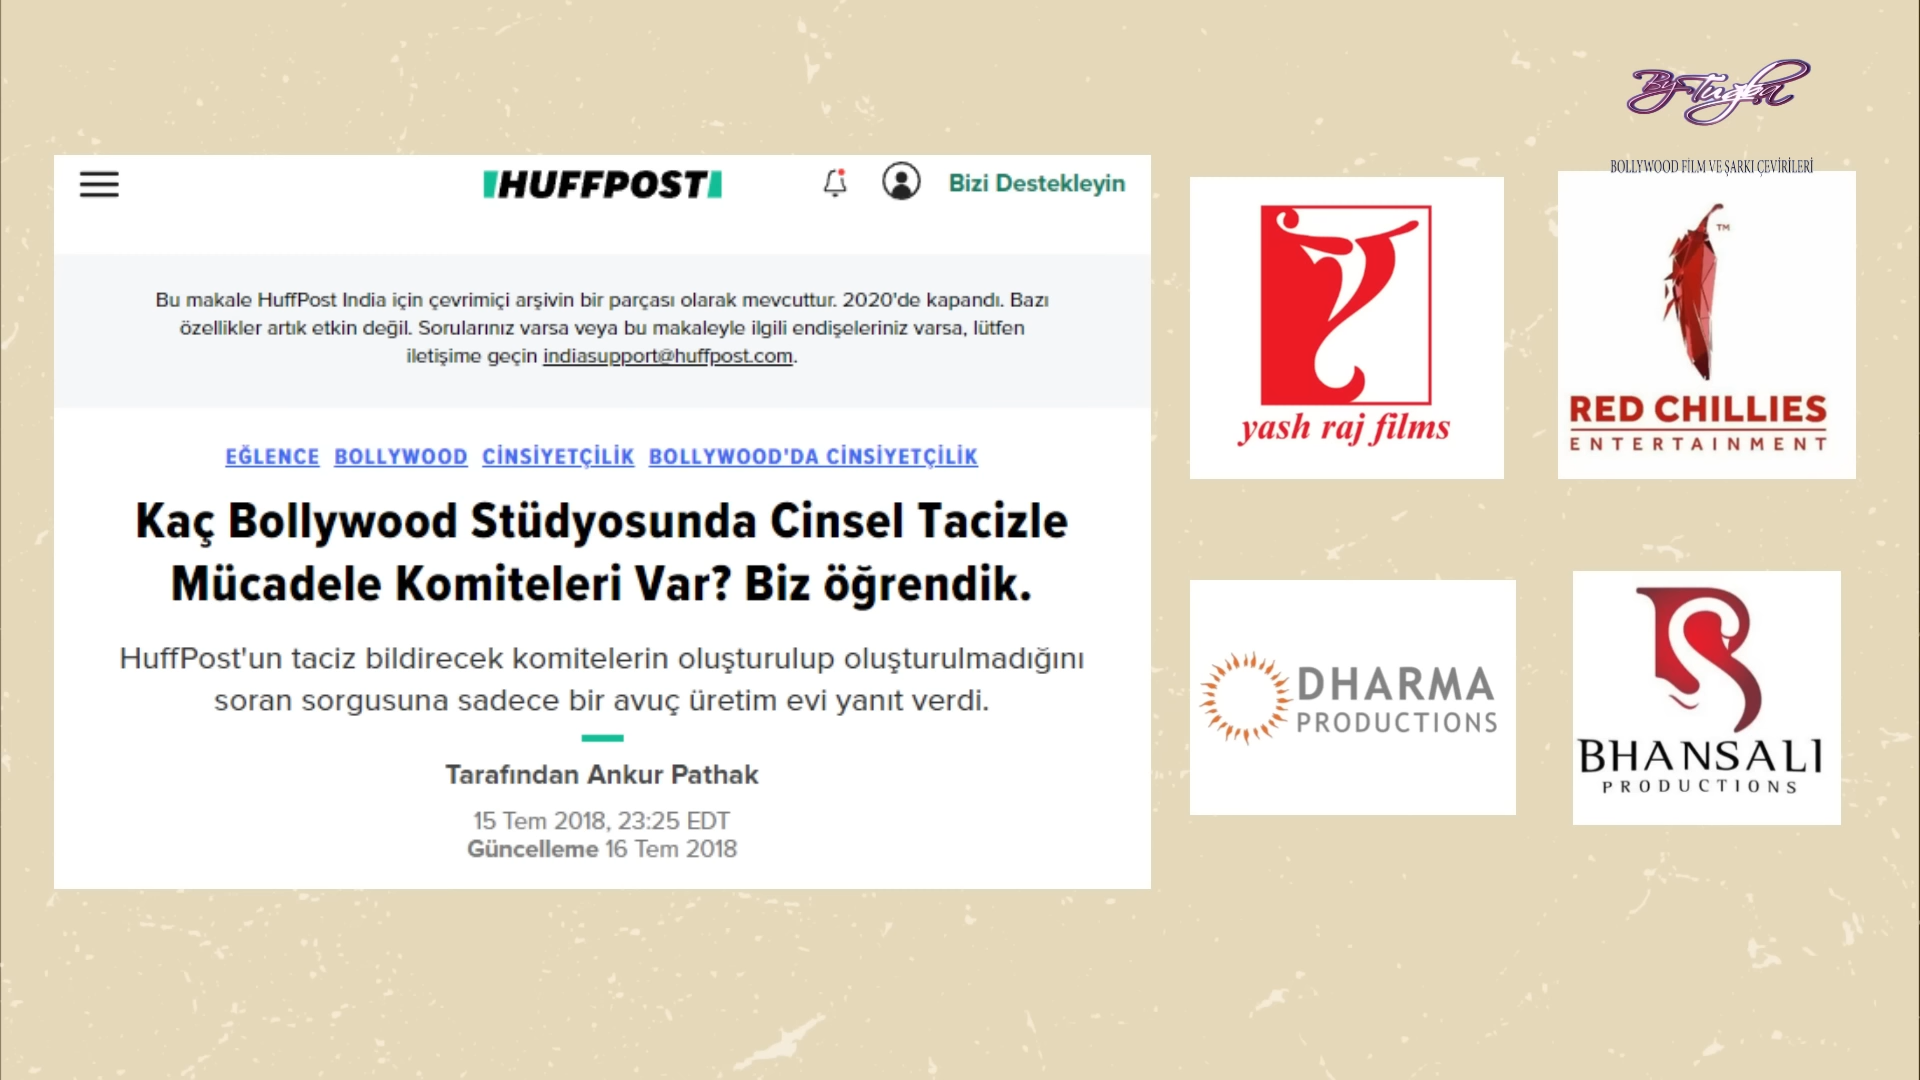 By Tuğba
BOLLYWOOD FİLM VE ŞARKI ÇEVİRİLERİ
HUFFPOST
Bizi Destekleyin
Bu makale HuffPost India için çevrimiçi arşivin bir parçası olarak mevcuttur. 2020'de kapandı. Bazı
özellikler artık etkin değil. Sorularınız varsa veya bu makaleyle ilgili endişeleriniz varsa, lütfen
iletişime geçin indiasupport@huffpost.com.
EĞLENCE BOLLYWOOD CİNSİYETÇİLİK BOLLYWOOD'DA CİNSİYETÇİLİK
Kaç Bollywood Stüdyosunda Cinsel Tacizle
Mücadele Komiteleri Var? Biz öğrendik.
HuffPost'un taciz bildirecek komitelerin oluşturulup oluşturulmadığını
soran sorgusuna sadece bir avuç üretim evi yanıt verdi.
Tarafından Ankur Pathak
15 Tem 2018, 23:25 EDT
Güncelleme 16 Tem 2018
yash raj films
TM
RED CHILLIES
ENTERTAINMENT
DHARMA
PRODUCTIONS
BHANSALI
PRODUCTIONS